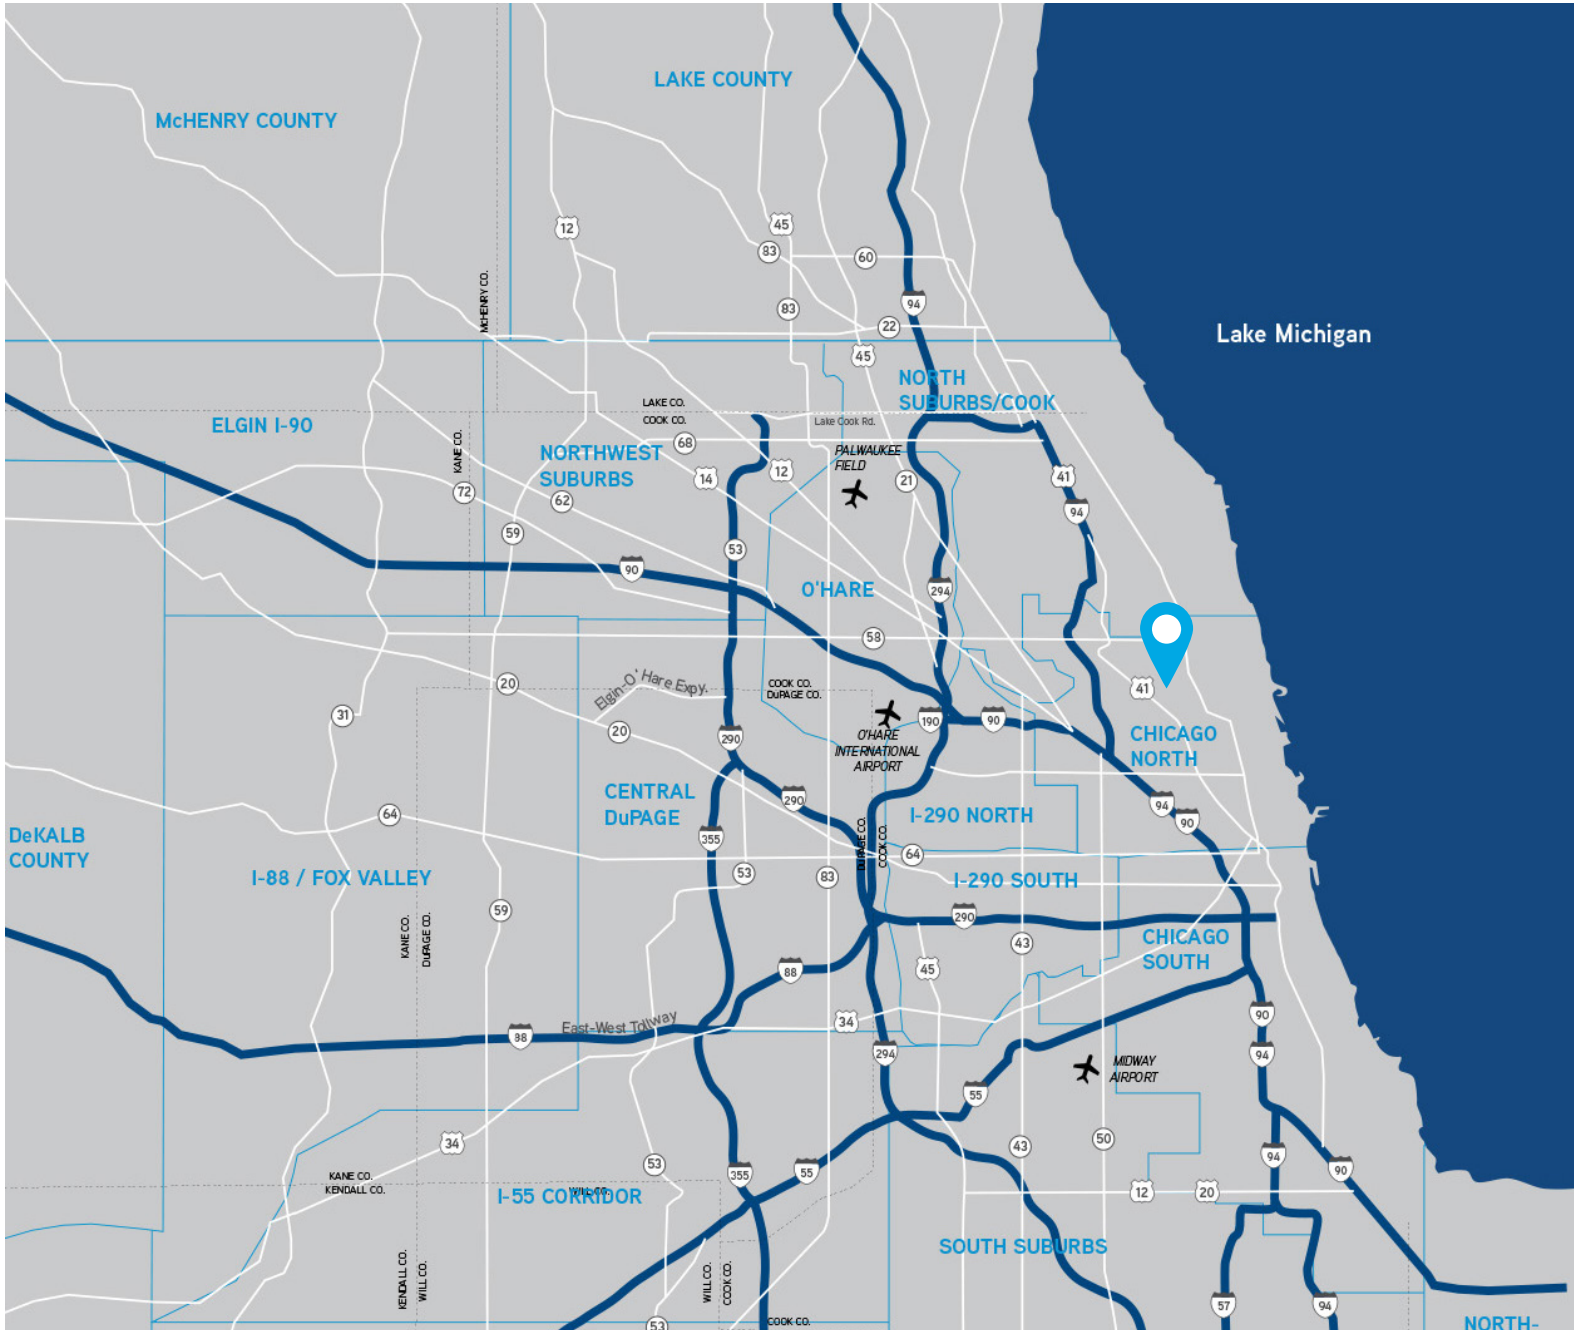 LAKE COUNTY
McHENRY COUNTY
12
45
83
60
McHENRY CO.
94
83
22
Lake Michigan
45
NORTH
SUBURBS/COOK
LAKE CO.
COOK CO.
Lake Cook Rd.
ELGIN I-90
KANE CO.
NORTHWEST
SUBURBS
68
PALWAUKEE
FIELD
14
12
21
41
72
62
94
59
53
90
O'HARE
294
58
20
Elgin-O'Hare Expy.
COOK CO.
DuPAGE CO.
41
31
20
290
190
90
O'HARE
INTERNATIONAL
AIRPORT
CHICAGO
NORTH
CENTRAL
DuPAGE
290
94
90
I-290 NORTH
64
355
DuPAGE CO.
COOK CO.
64
DeKALB
COUNTY
I-88 / FOX VALLEY
53
83
I-290 SOUTH
59
290
KANE CO.
DuPAGE CO.
43
CHICAGO
SOUTH
88
45
90
34
East-West Tollway
88
294
94
MIDWAY
AIRPORT
55
34
43
50
53
94
90
355
55
KANE CO.
KENDALL CO.
WILL CO.
I-55 CORRIDOR
12
20
SOUTH SUBURBS
KENDALL CO.
WILL CO.
WILL CO.
COOK CO.
57
94
53
COOK CO.
NORTH-